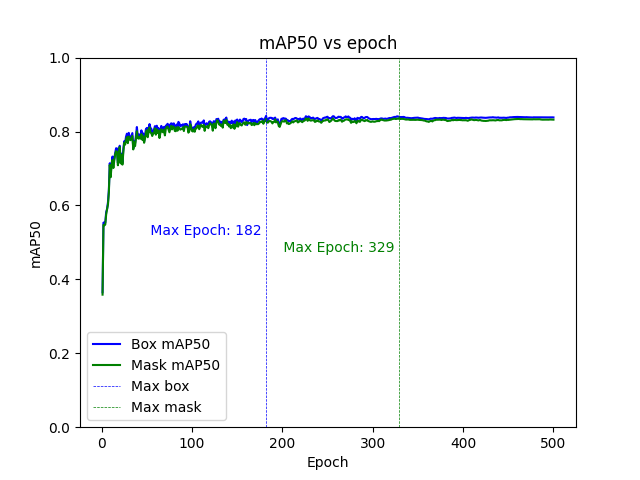 mAP50 vs epoch
1.0
0.8
0.6
0.4
0.2
0.0
mAP50
Max Epoch: 182
Max Epoch: 329
Box mAP50
Mask mAP50
Max box
Max mask
0 100 200 300 400 500
Epoch